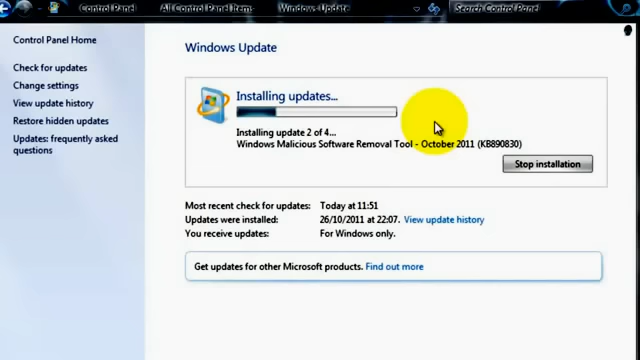 Control Panel All Control Panel Items Windows Update Search Control Panel
Control Panel Home
Check for updates
Change settings
View update history
Restore hidden updates
Updates: frequently asked
questions
Windows Update
Installing updates...
Installing update 2 of 4...
Windows Malicious Software Removal Tool - October 2011 (KB890830)
Stop installation
Most recent check for updates: Today at 11:51
Updates were installed: 26/10/2011 at 22:07. View update history
You receive updates: For Windows only.
Get updates for other Microsoft products. Find out more